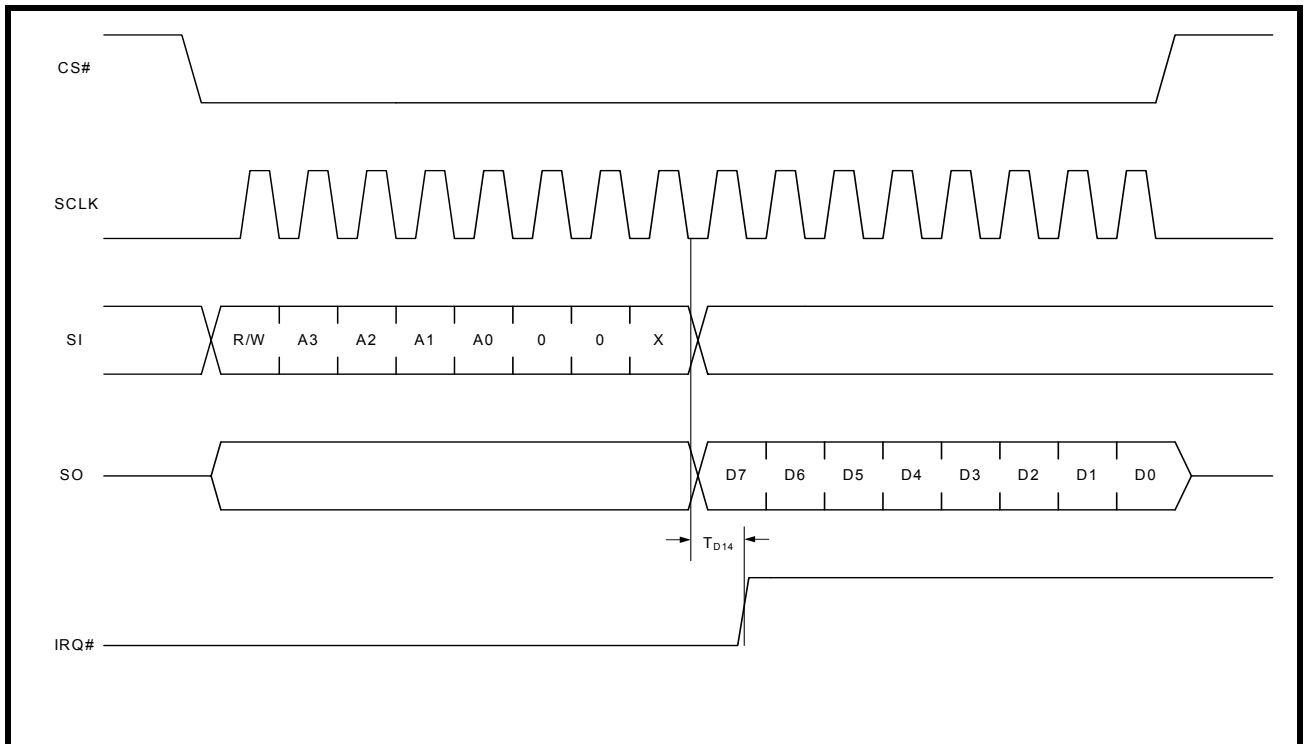 CS#
SCLK
SI
R/W A3 A2 A1 A0 0 0 X
SO
D7 D6 D5 D4 D3 D2 D1 D0
TD14
IRQ#